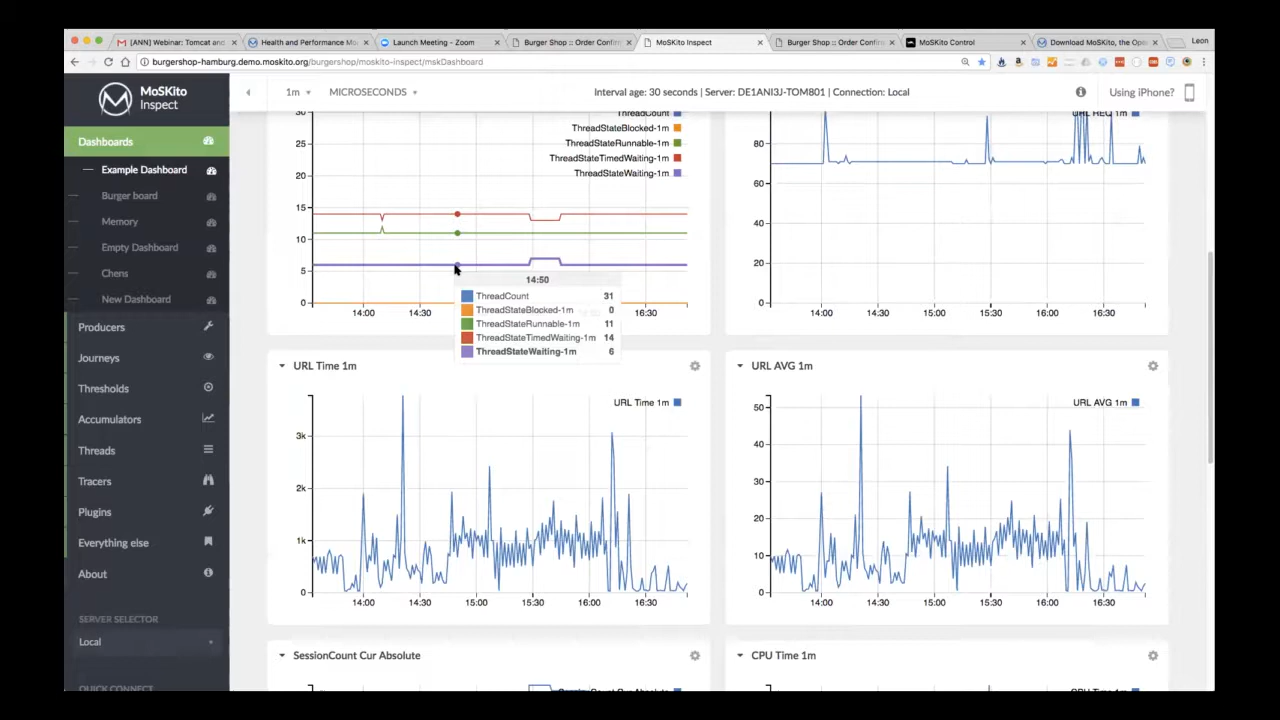 [ANN] Webinar: Tomcat and
Health and Performance Mo
Launch Meeting - Zoom
Burger Shop :: Order Confirm
MoSKito Inspect
Burger Shop :: Order Confirm
MoSKito Control
Download MoSKito, the Ope
Leon
burgershop-hamburg.demo.moskito.org/burgershop/moskito-inspect/mskDashboard
MoSKito
Inspect
1m
MICROSECONDS
Interval age: 30 seconds | Server: DE1ANI3J-TOM801 | Connection: Local
Using iPhone?
Dashboards
Example Dashboard
Burger board
Memory
Empty Dashboard
Chens
New Dashboard
Producers
Journeys
Thresholds
Accumulators
Threads
Tracers
Plugins
Everything else
About
SERVER SELECTOR
Local
QUICK CONNECT
30
25
20
15
10
5
0
ThreadCount
ThreadStateBlocked-1m
ThreadStateRunnable-1m
ThreadStateTimedWaiting-1m
ThreadStateWaiting-1m
14:00
14:30
16:30
14:50
ThreadCount 31
ThreadStateBlocked-1m 0
ThreadStateRunnable-1m 11
ThreadStateTimedWaiting-1m 14
ThreadStateWaiting-1m 6
URL REQ 1m
80
60
40
20
0
14:00 14:30 15:00 15:30 16:00 16:30
URL Time 1m
URL Time 1m
3k
2k
1k
0
14:00 14:30 15:00 15:30 16:00 16:30
URL AVG 1m
URL AVG 1m
50
40
30
20
10
0
14:00 14:30 15:00 15:30 16:00 16:30
SessionCount Cur Absolute
CPU Time 1m